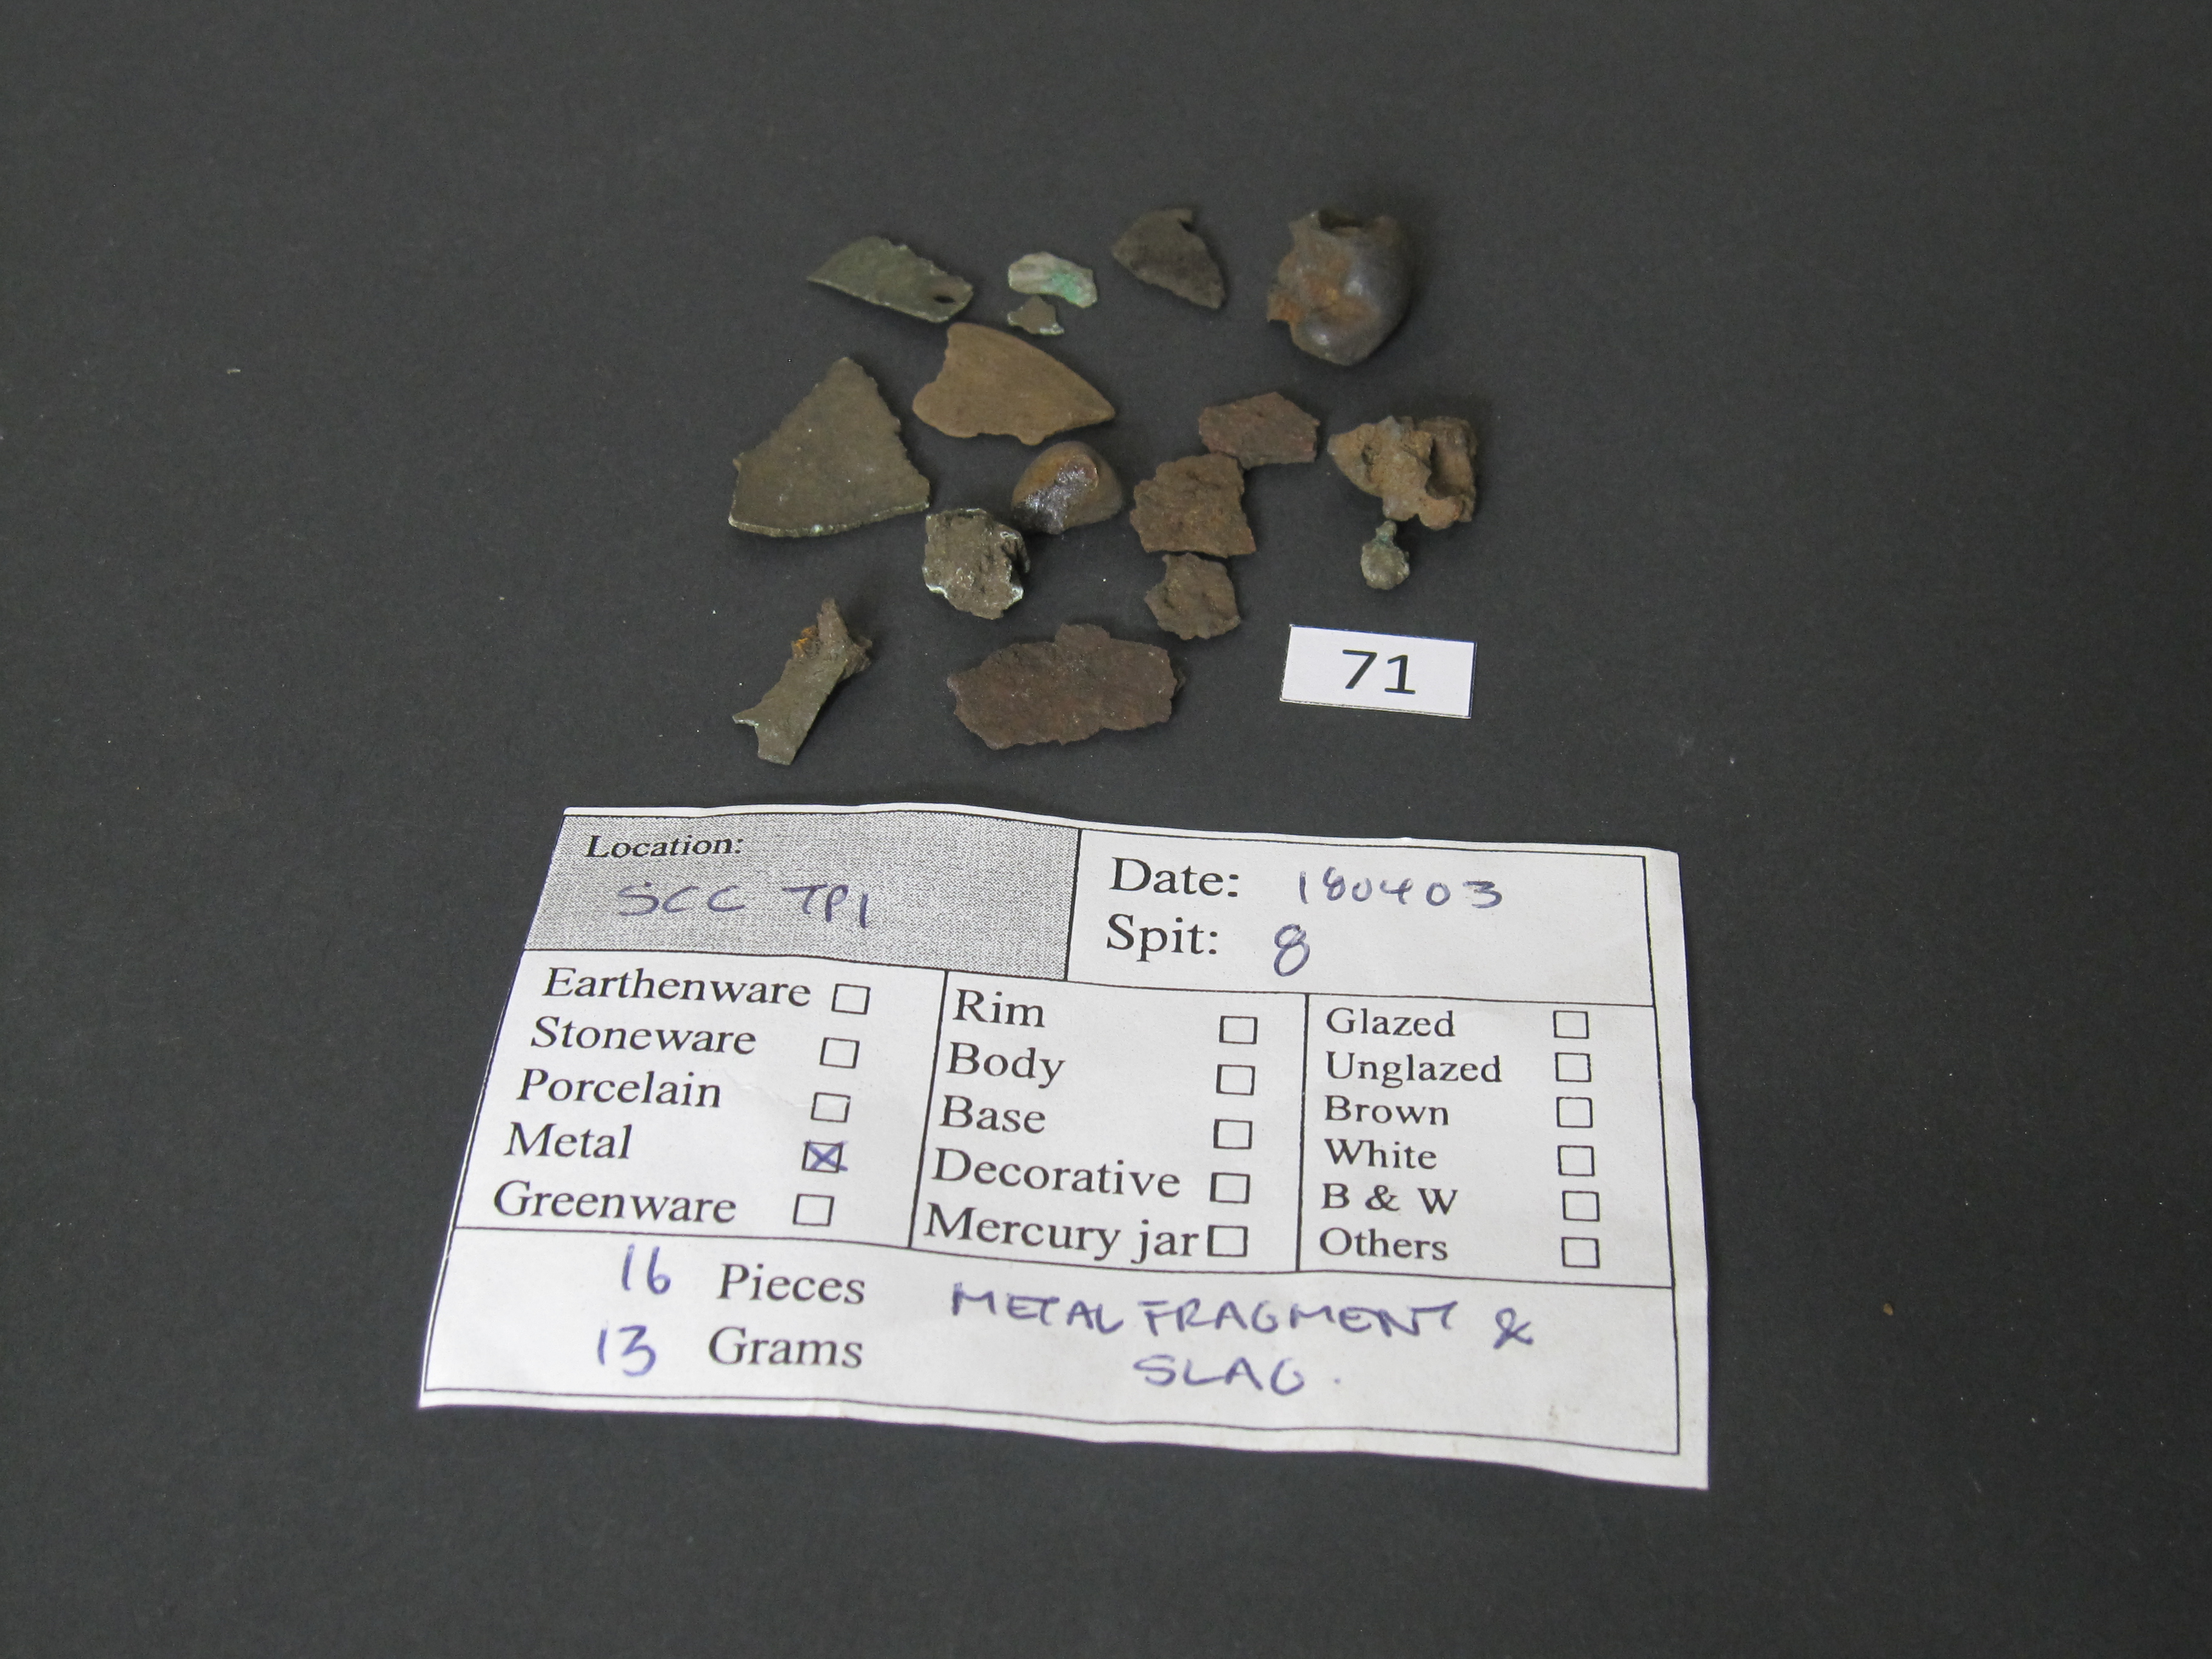 71
Location:
SCC TP1
Date: 180403
Spit: 8
Earthenware ☐
Stoneware ☐
Porcelain ☐
Metal ☒
Greenware ☐
Rim ☐
Body ☐
Base ☐
Decorative ☐
Mercury jar ☐
Glazed ☐
Unglazed ☐
Brown ☐
White ☐
B & W ☐
Others ☐
16 Pieces
13 Grams
METAL FRAGMENT &
SLAG.